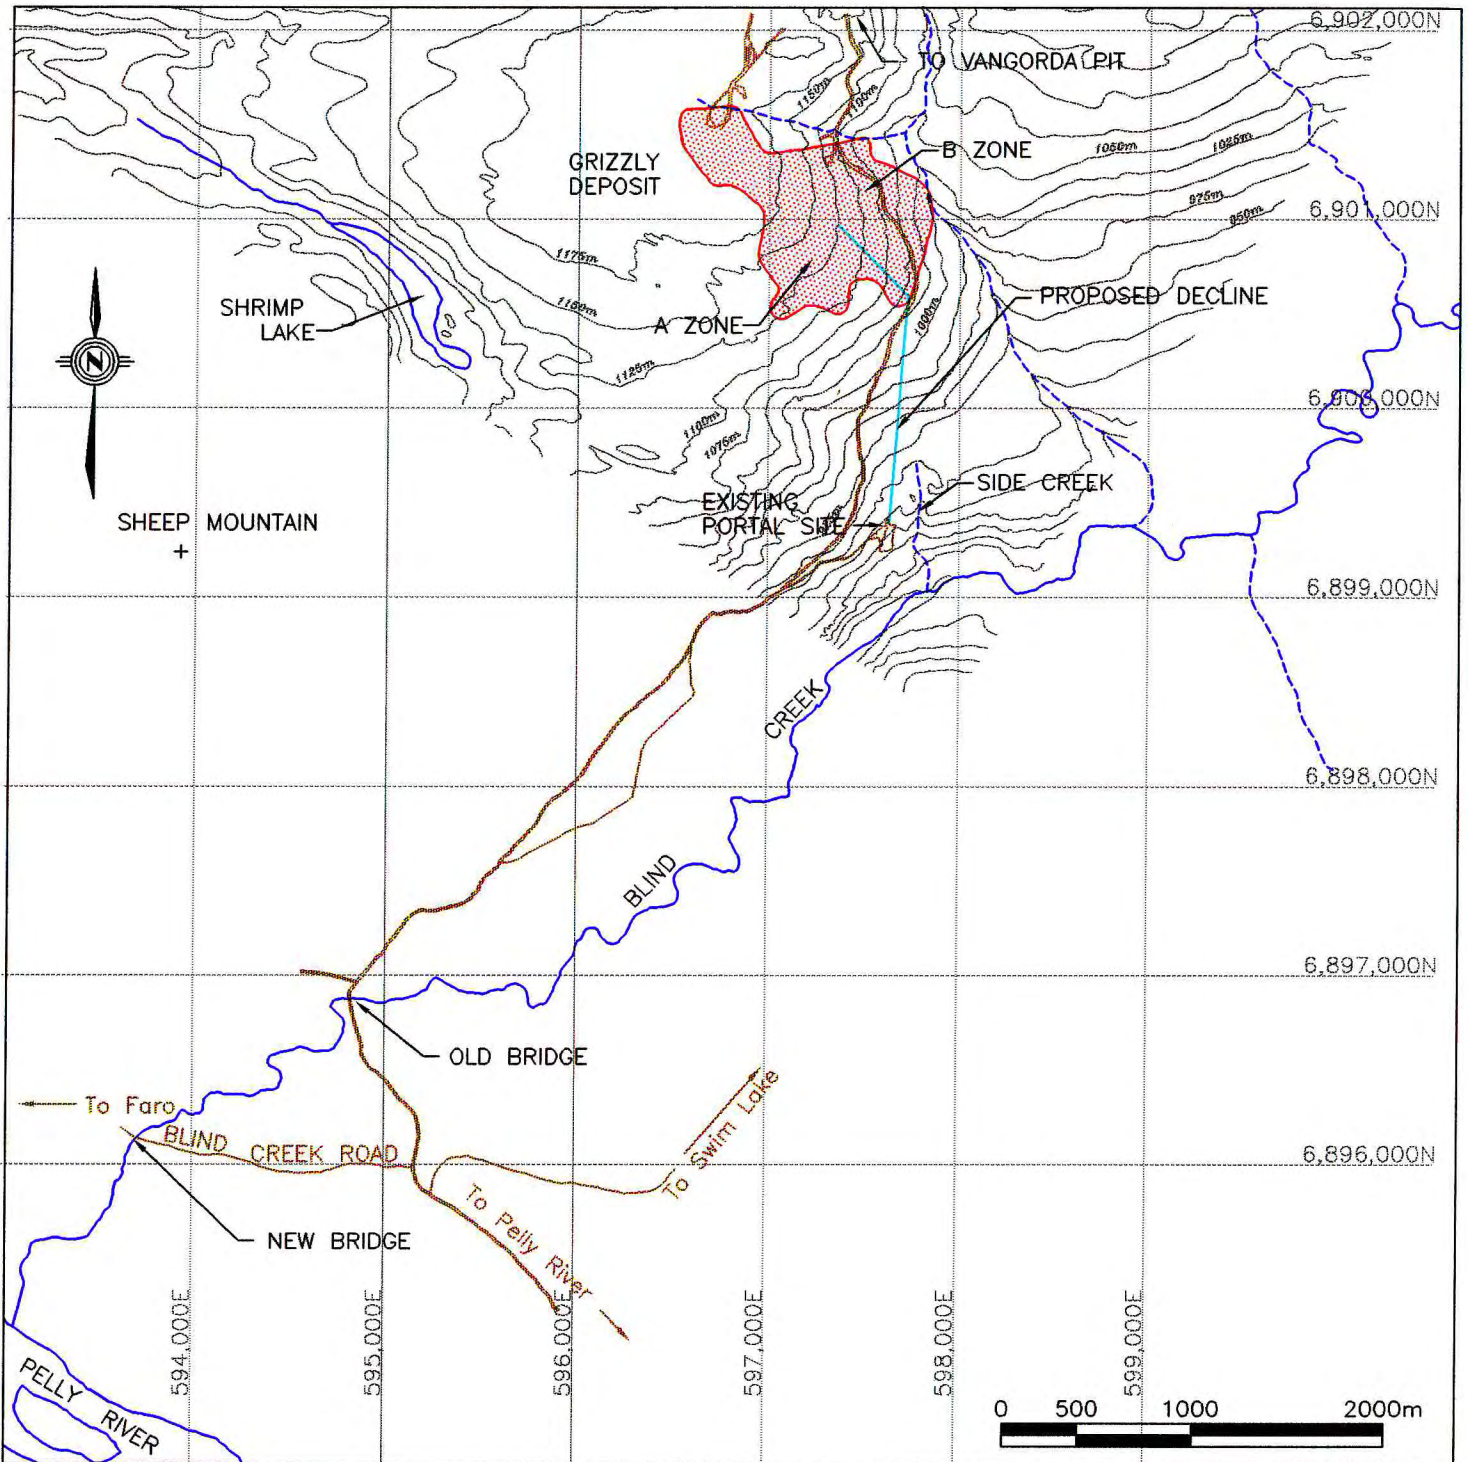 6,902,000N
TO VANGORDA PIT
1150m
1100m
GRIZZLY
DEPOSIT
B ZONE
1050m
1025m
975m
950m
6,901,000N
1175m
1150m
SHRIMP
LAKE
A ZONE
1000m
PROPOSED DECLINE
1125m
6,900,000N
1100m
1075m
N
SHEEP MOUNTAIN
EXISTING
PORTAL SITE
SIDE CREEK
6,899,000N
BLIND CREEK
6,898,000N
6,897,000N
OLD BRIDGE
To Faro
BLIND CREEK ROAD
To Swim Lake
6,896,000N
To Pelly River
NEW BRIDGE
594,000E
595,000E
596,000E
597,000E
598,000E
599,000E
PELLY RIVER
0 500 1000 2000m